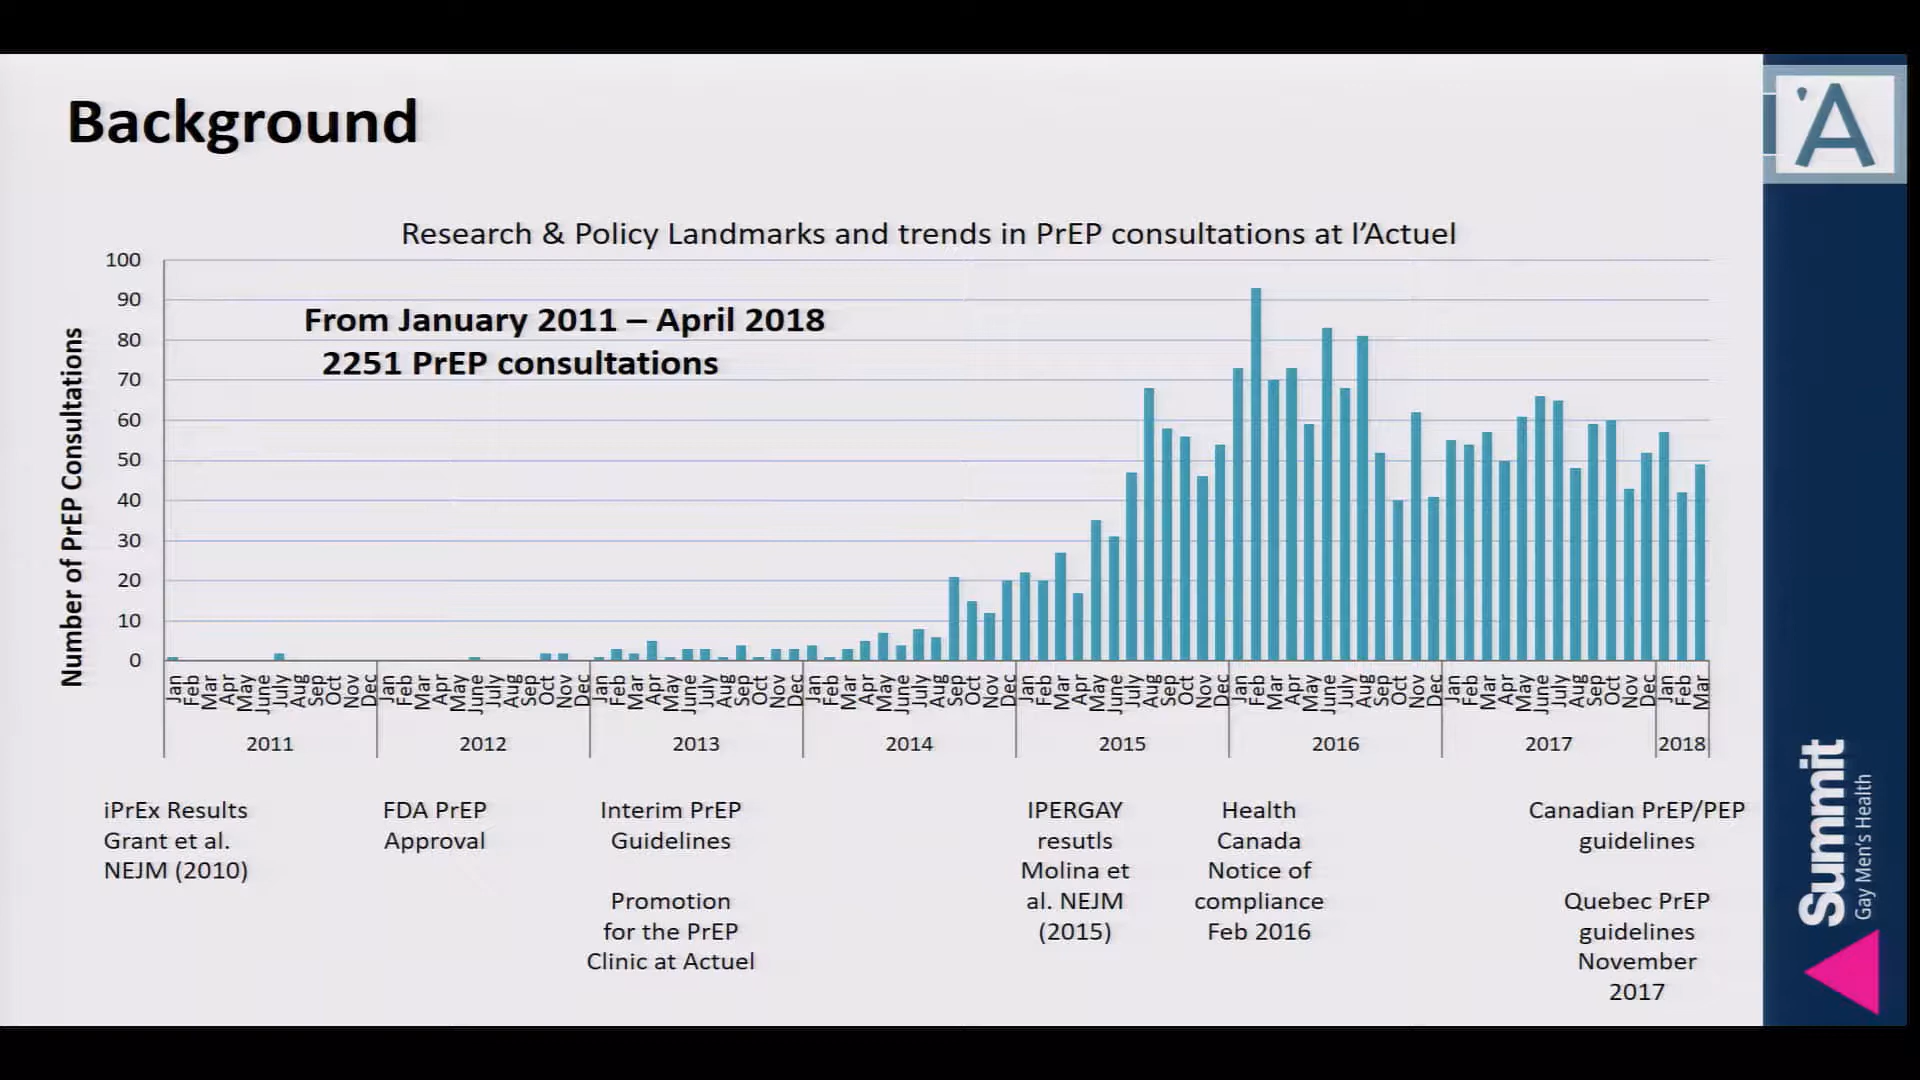 Background
'A
Research & Policy Landmarks and trends in PrEP consultations at l'Actuel
From January 2011 – April 2018
2251 PrEP consultations
Number of PrEP Consultations
100
90
80
70
60
50
40
30
20
10
0
Jan Feb Mar Apr May June July Aug Sep Oct Nov Dec Jan Feb Mar Apr May June July Aug Sep Oct Nov Dec Jan Feb Mar Apr May June July Aug Sep Oct Nov Dec Jan Feb Mar Apr May June July Aug Sep Oct Nov Dec Jan Feb Mar Apr May June July Aug Sep Oct Nov Dec Jan Feb Mar Apr May June July Aug Sep Oct Nov Dec Jan Feb Mar Apr May June July Aug Sep Oct Nov Dec Jan Feb Mar
2011 2012 2013 2014 2015 2016 2017 2018
iPrEx Results
Grant et al.
NEJM (2010)
FDA PrEP
Approval
Interim PrEP
Guidelines
Promotion
for the PrEP
Clinic at Actuel
IPERGAY
resutls
Molina et
al. NEJM
(2015)
Health
Canada
Notice of
compliance
Feb 2016
Canadian PrEP/PEP
guidelines
Quebec PrEP
guidelines
November
2017
Summit
Gay Men's Health